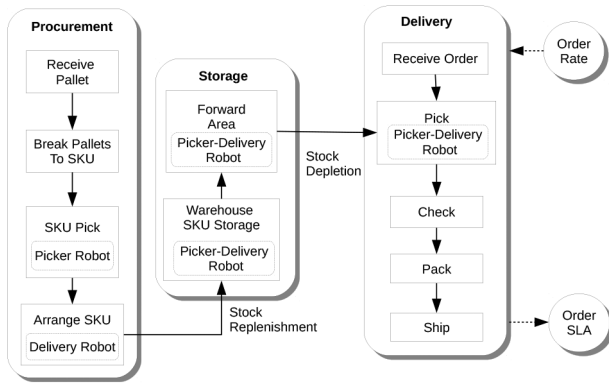 Procurement
Receive
Pallet
Break Pallets
To SKU
SKU Pick
Picker Robot
Arrange SKU
Delivery Robot
Storage
Forward
Area
Picker-Delivery
Robot
Warehouse
SKU Storage
Picker-Delivery
Robot
Stock
Replenishment
Stock
Depletion
Delivery
Receive Order
Pick
Picker-Delivery
Robot
Check
Pack
Ship
Order
Rate
Order
SLA